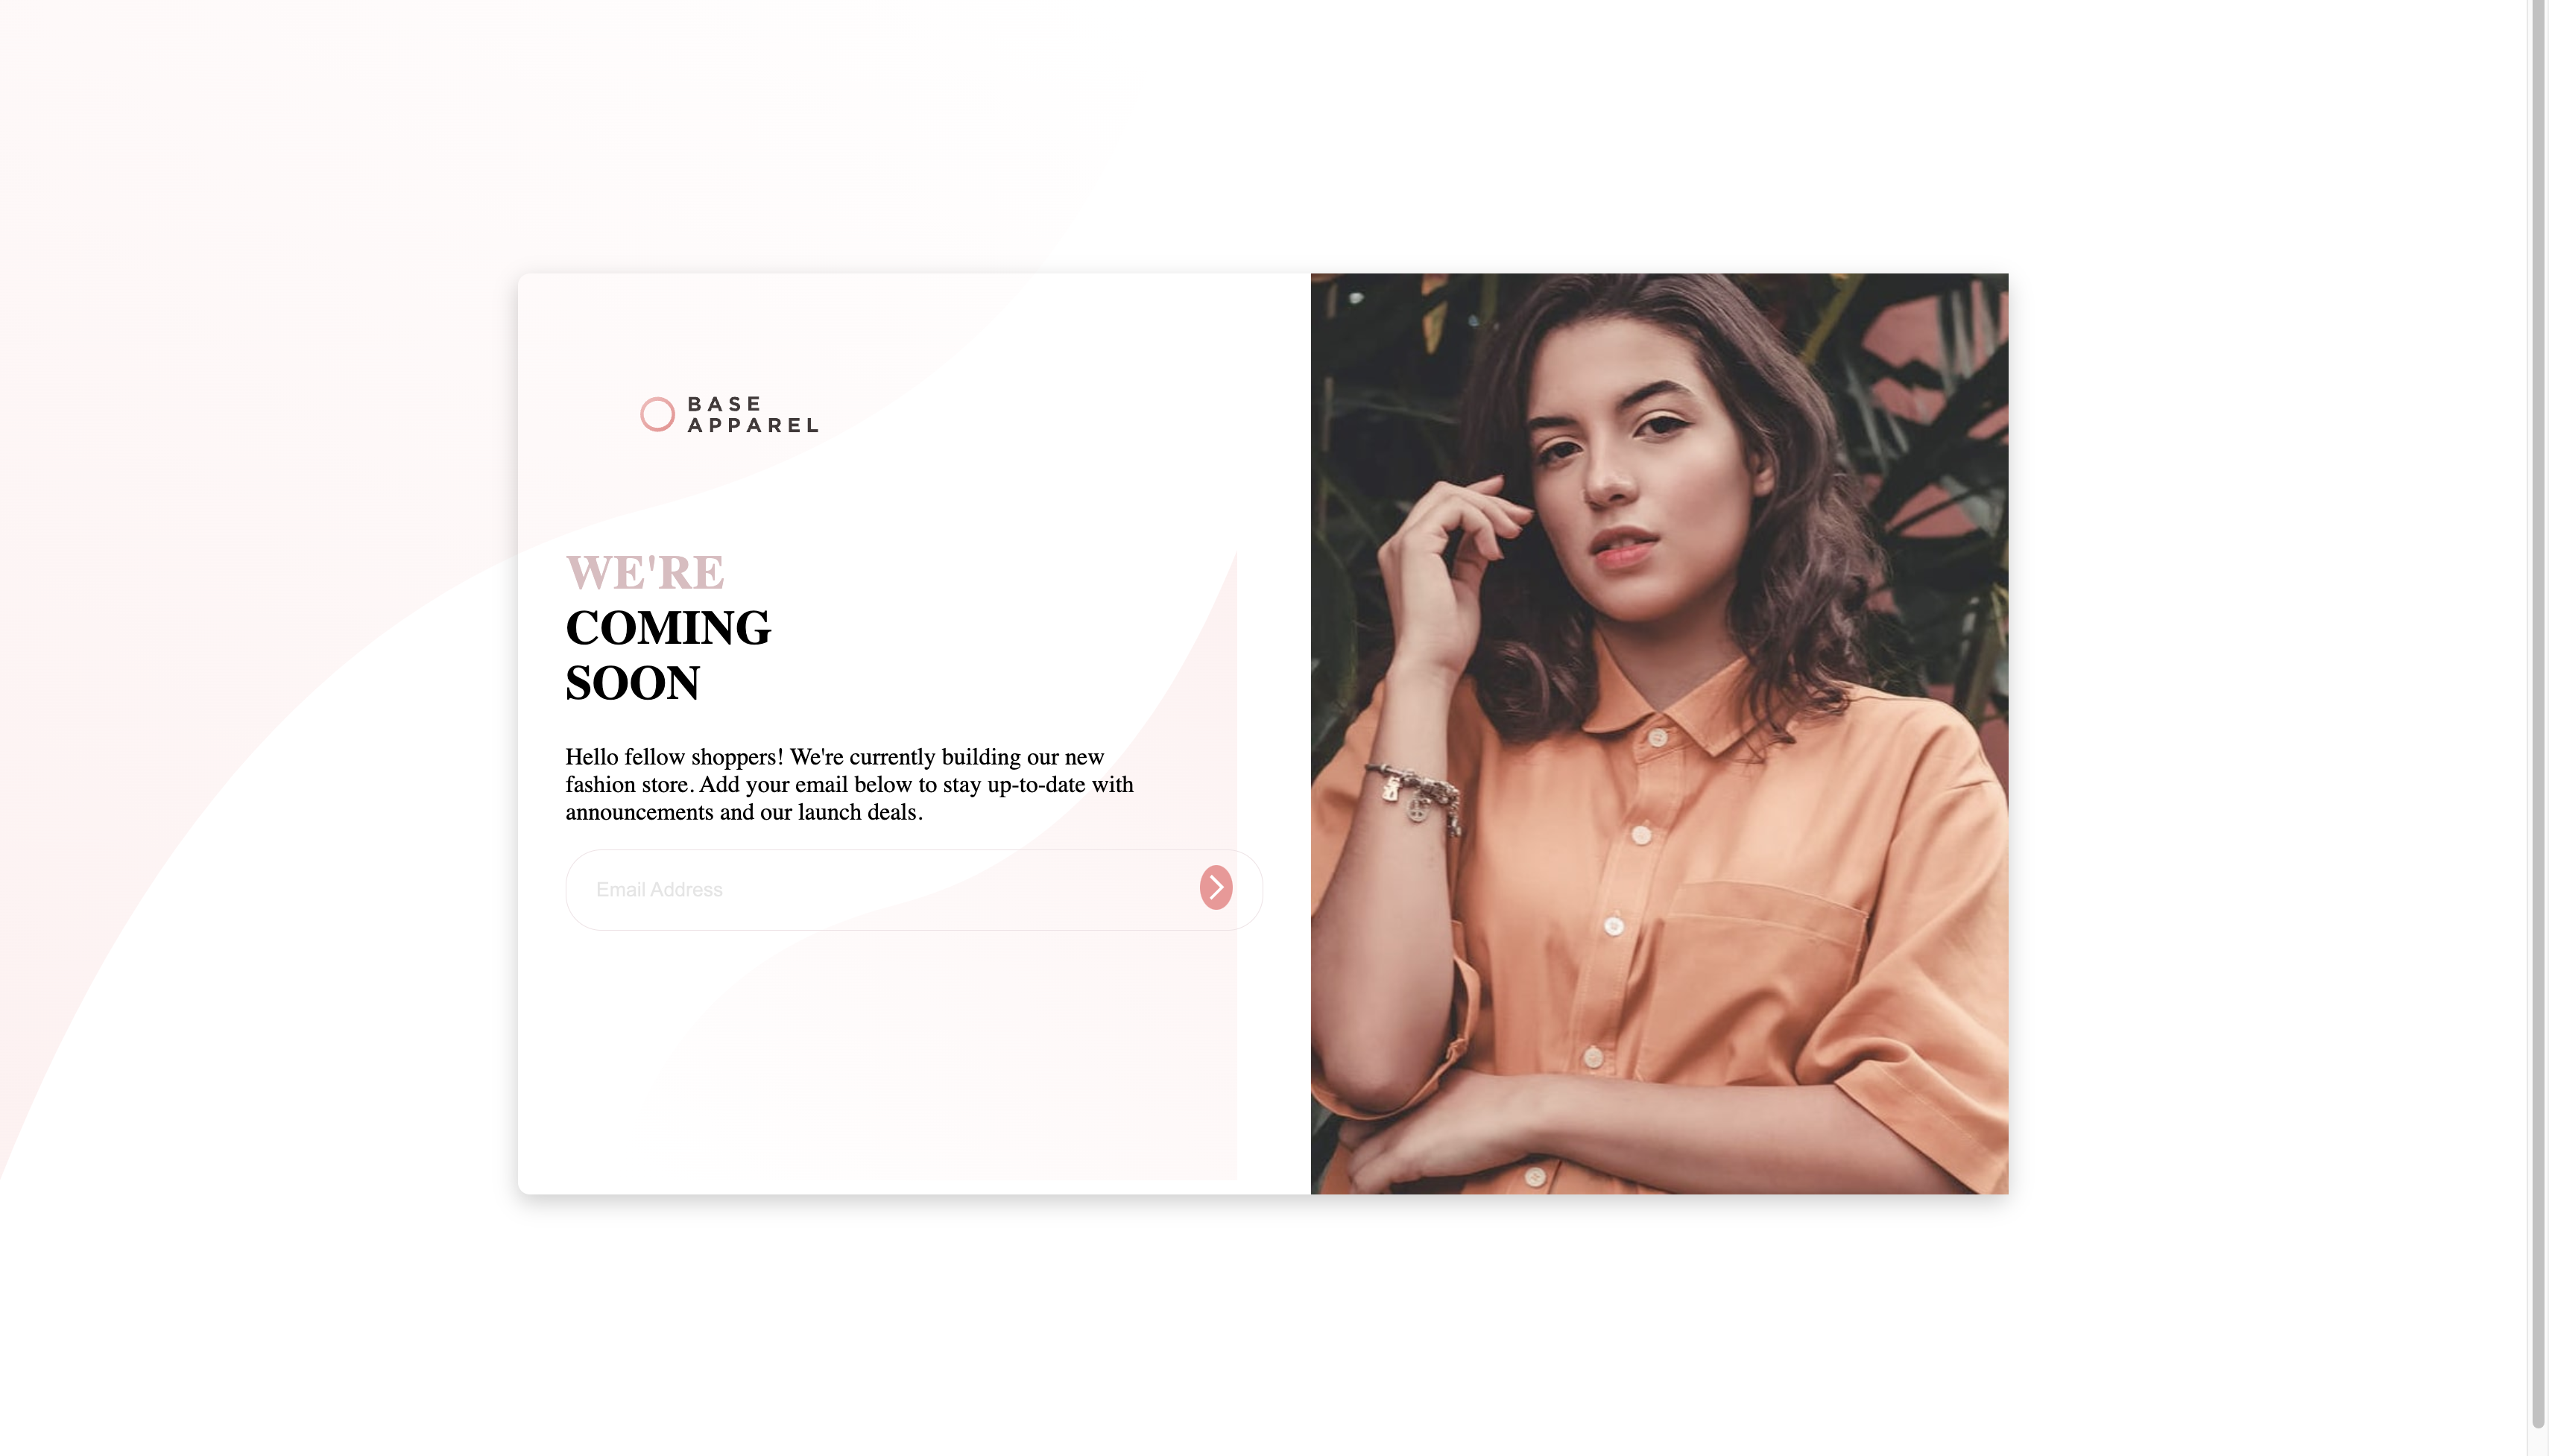 BASE
APPAREL
WE'RE
COMING
SOON
Hello fellow shoppers! We're currently building our new
fashion store. Add your email below to stay up-to-date with
announcements and our launch deals.
Email Address